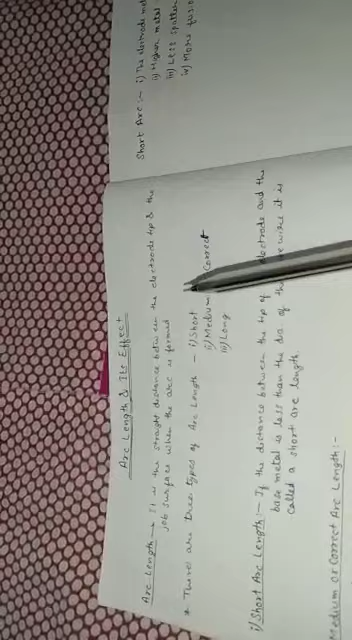 Arc Length & Its Effect
Arc Length → It is the straight distance between the electrode tip & the
job surface when the arc is formed
* There are three types of Arc Length - i) Short
ii) Medium Correct
iii) Long
i) Short Arc Length :- If the distance between the tip of electrode and the
base metal is less than the dia of the wire it is
called a short arc length.
Medium or Correct Arc Length :-
Short Arc :- i) The electrode
ii) Higher metal
iii) Less spatter
iv) More fusio